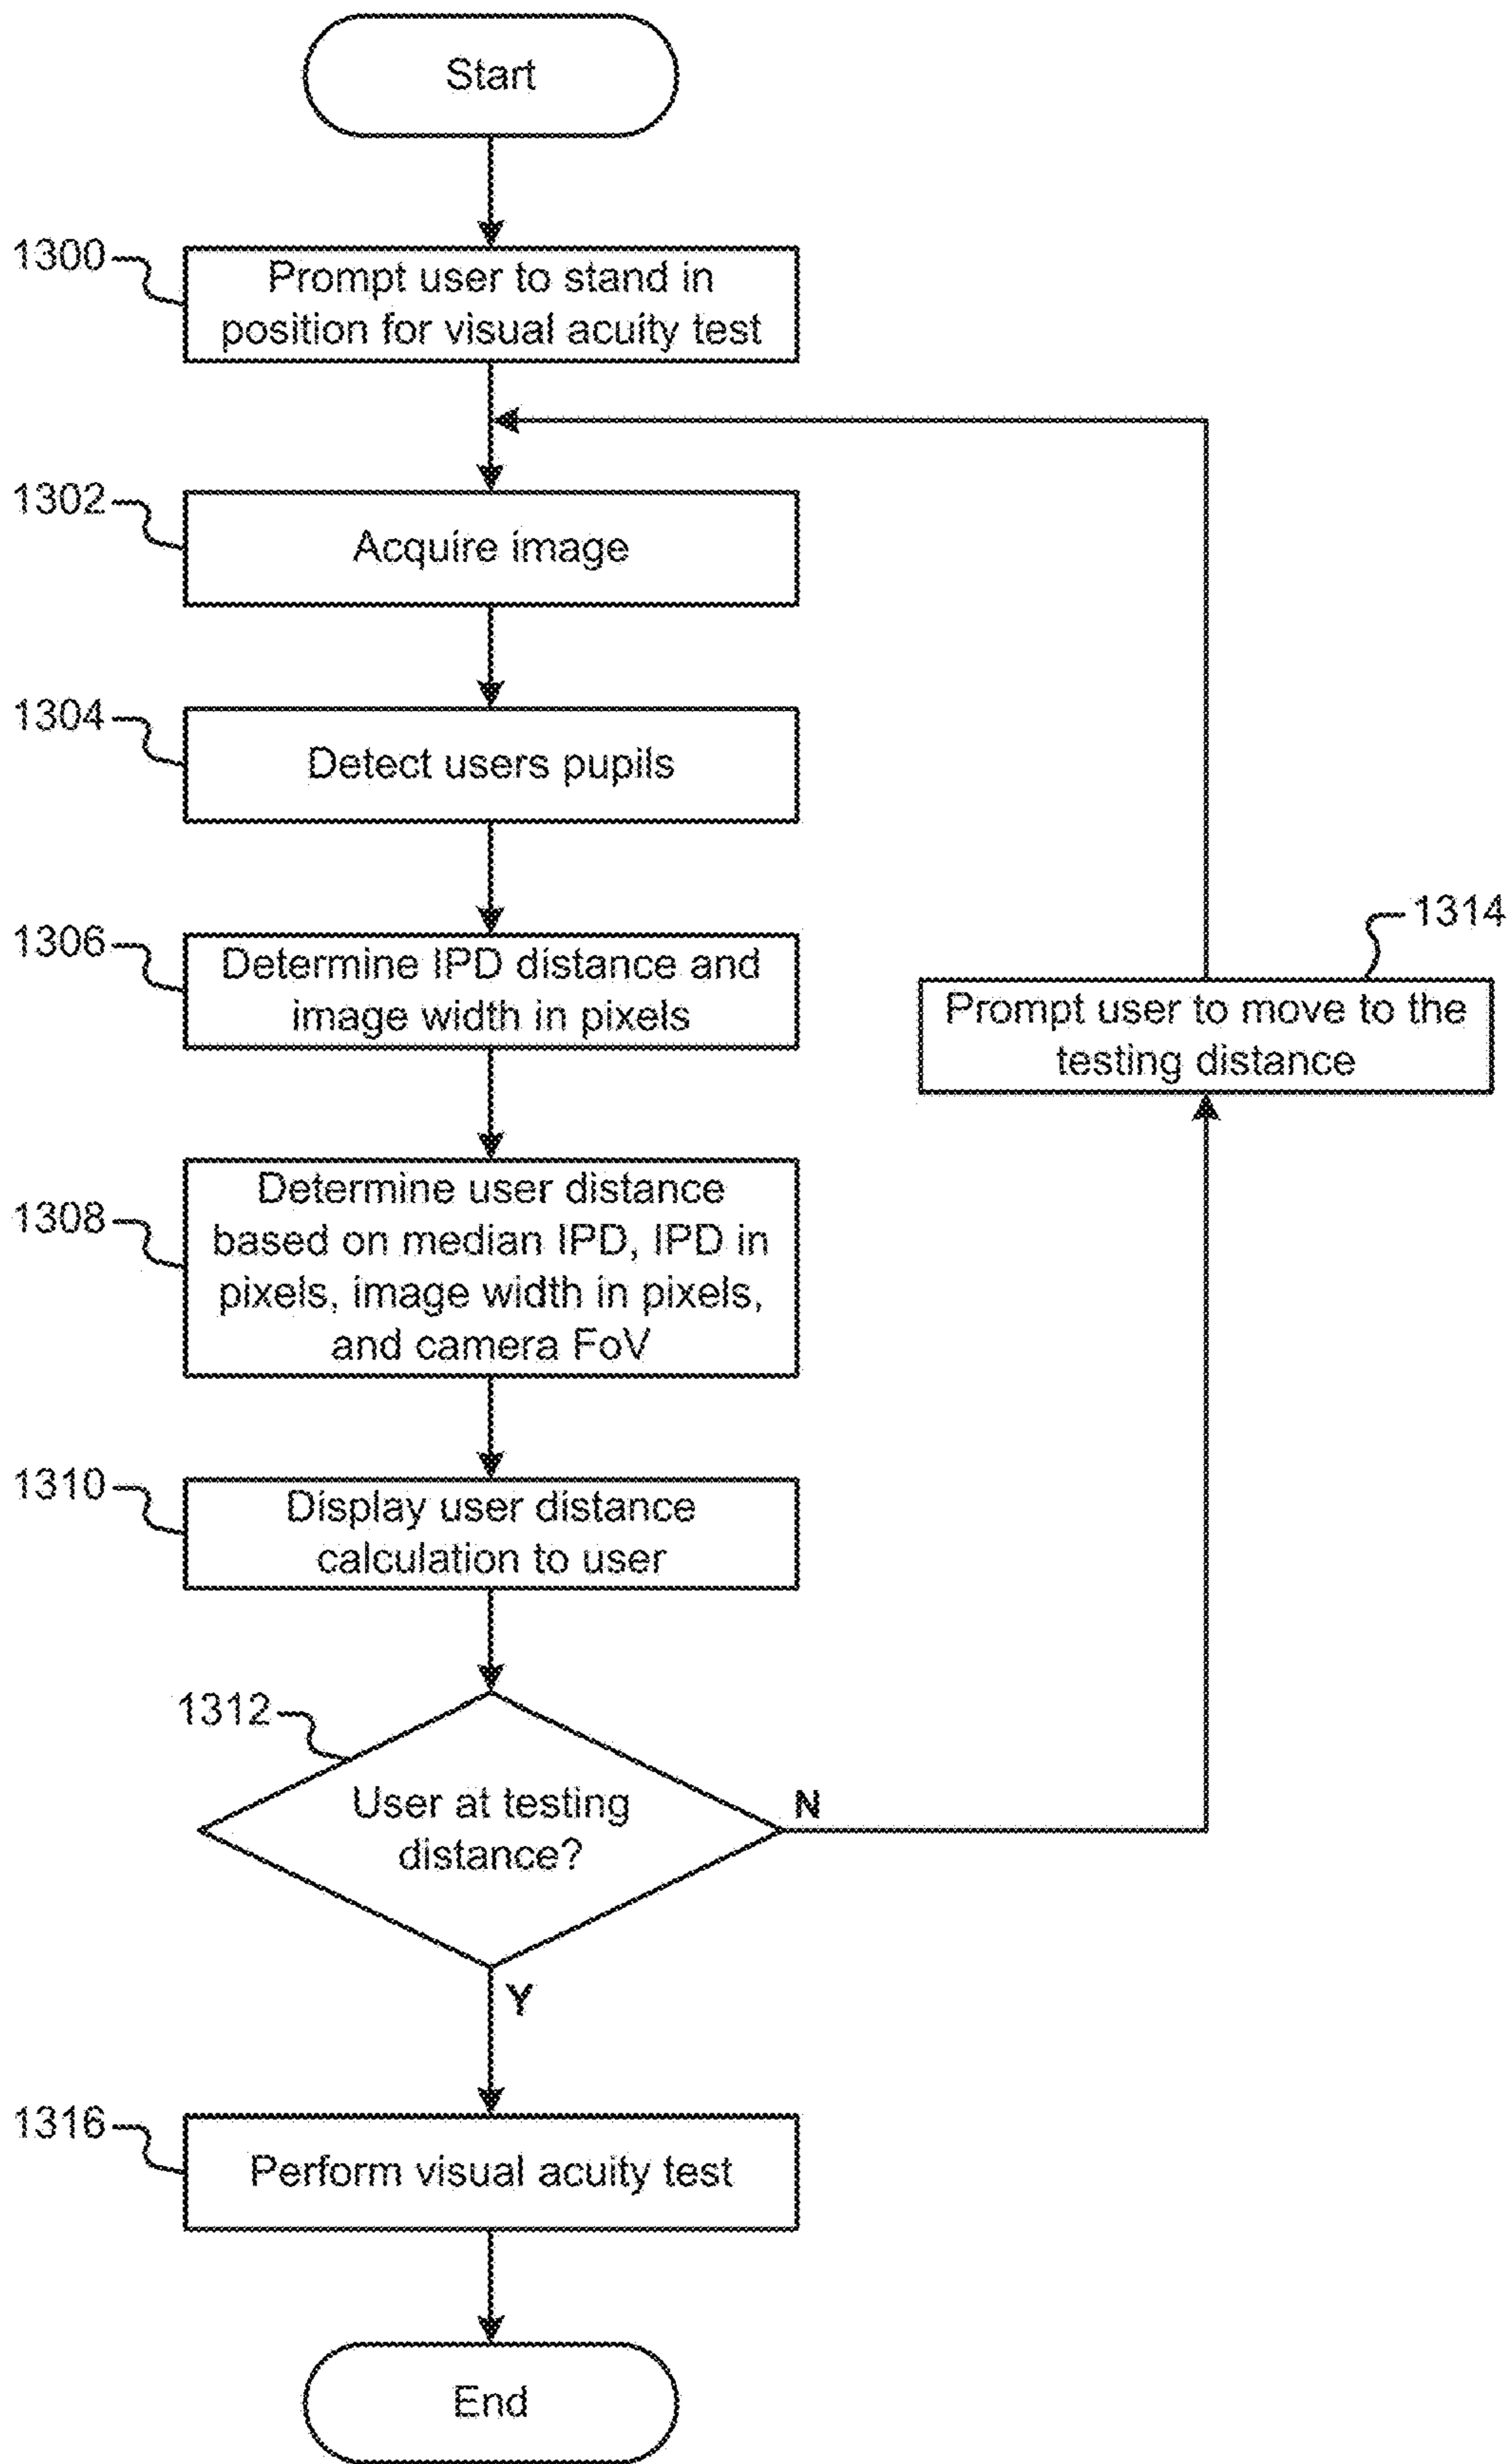 Start
1300
Prompt user to stand in
position for visual acuity test
1302
Acquire image
1304
Detect users pupils
1306
Determine IPD distance and
image width in pixels
1314
Prompt user to move to the
testing distance
1308
Determine user distance
based on median IPD, IPD in
pixels, image width in pixels,
and camera FoV
1310
Display user distance
calculation to user
1312
User at testing
distance?
N
Y
1316
Perform visual acuity test
End